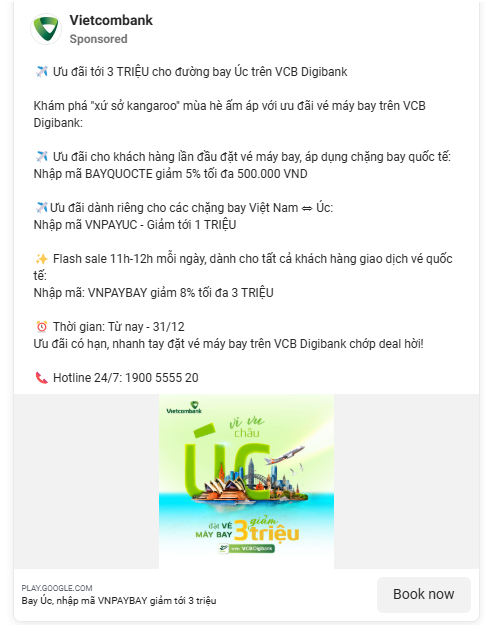 Vietcombank
Sponsored
✈️ Ưu đãi tới 3 TRIỆU cho đường bay Úc trên VCB Digibank
Khám phá "xứ sở kangaroo" mùa hè ấm áp với ưu đãi vé máy bay trên VCB
Digibank:
✈️ Ưu đãi cho khách hàng lần đầu đặt vé máy bay, áp dụng chặng bay quốc tế:
Nhập mã BAYQUOCTE giảm 5% tối đa 500.000 VND
✈️Ưu đãi dành riêng cho các chặng bay Việt Nam ⇔ Úc:
Nhập mã VNPAYUC - Giảm tới 1 TRIỆU
✨ Flash sale 11h-12h mỗi ngày, dành cho tất cả khách hàng giao dịch vé quốc
tế:
Nhập mã: VNPAYBAY giảm 8% tối đa 3 TRIỆU
⏰ Thời gian: Từ nay - 31/12
Ưu đãi có hạn, nhanh tay đặt vé máy bay trên VCB Digibank chớp deal hời!
📞 Hotline 24/7: 1900 5555 20
Vietcombank
vi vu
châu
ÚC
đặt VÉ
MÁY BAY
giảm
3triệu
trên VCBDigibank
PLAY.GOOGLE.COM
Bay Úc, nhập mã VNPAYBAY giảm tới 3 triệu
Book now